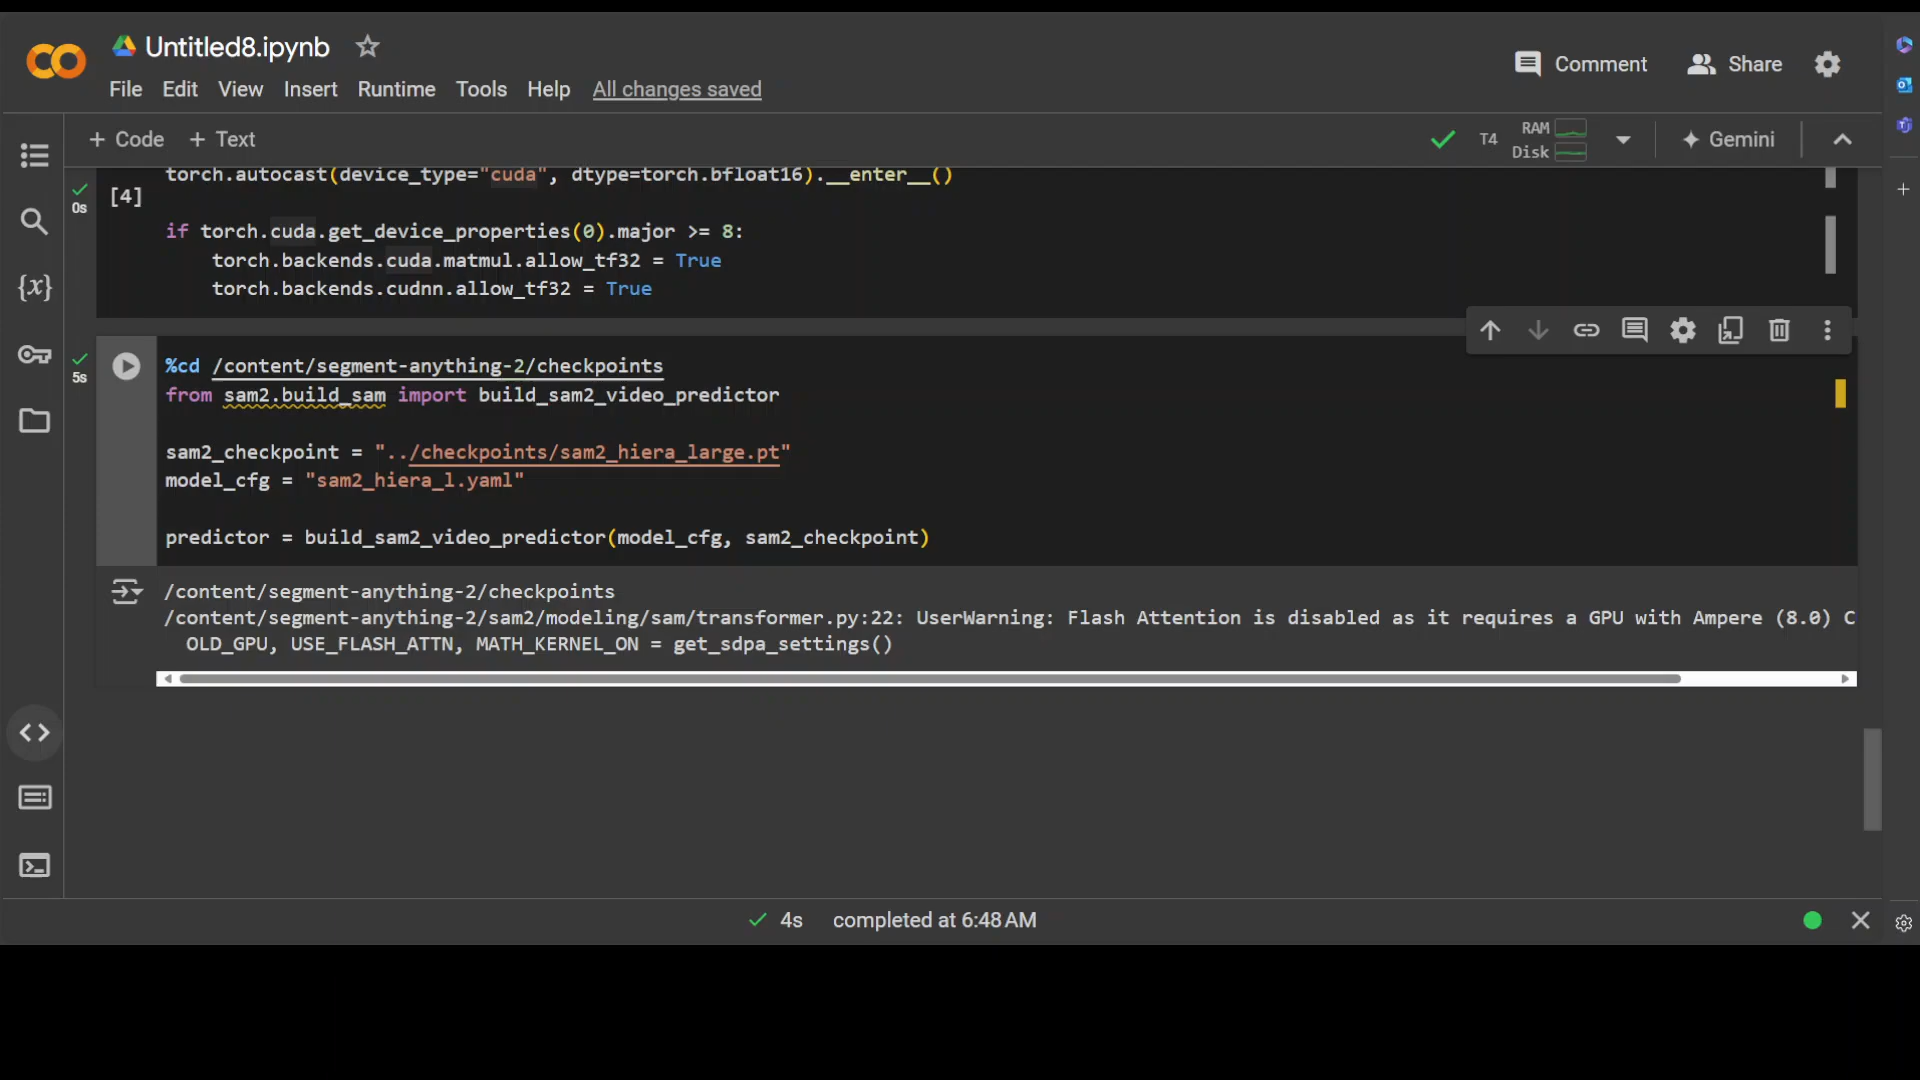 Untitled8.ipynb
Comment
Share
File Edit View Insert Runtime Tools Help All changes saved
+ Code + Text
T4
RAM
Disk
Gemini
torch.autocast(device_type="cuda", dtype=torch.bfloat16).__enter__()
0s
[4]
if torch.cuda.get_device_properties(0).major >= 8:
torch.backends.cuda.matmul.allow_tf32 = True
torch.backends.cudnn.allow_tf32 = True
{x}
5s
%cd /content/segment-anything-2/checkpoints
from sam2.build_sam import build_sam2_video_predictor
sam2_checkpoint = "../checkpoints/sam2_hiera_large.pt"
model_cfg = "sam2_hiera_l.yaml"
predictor = build_sam2_video_predictor(model_cfg, sam2_checkpoint)
/content/segment-anything-2/checkpoints
/content/segment-anything-2/sam2/modeling/sam/transformer.py:22: UserWarning: Flash Attention is disabled as it requires a GPU with Ampere (8.0) C
OLD_GPU, USE_FLASH_ATTN, MATH_KERNEL_ON = get_sdpa_settings()
4s completed at 6:48 AM